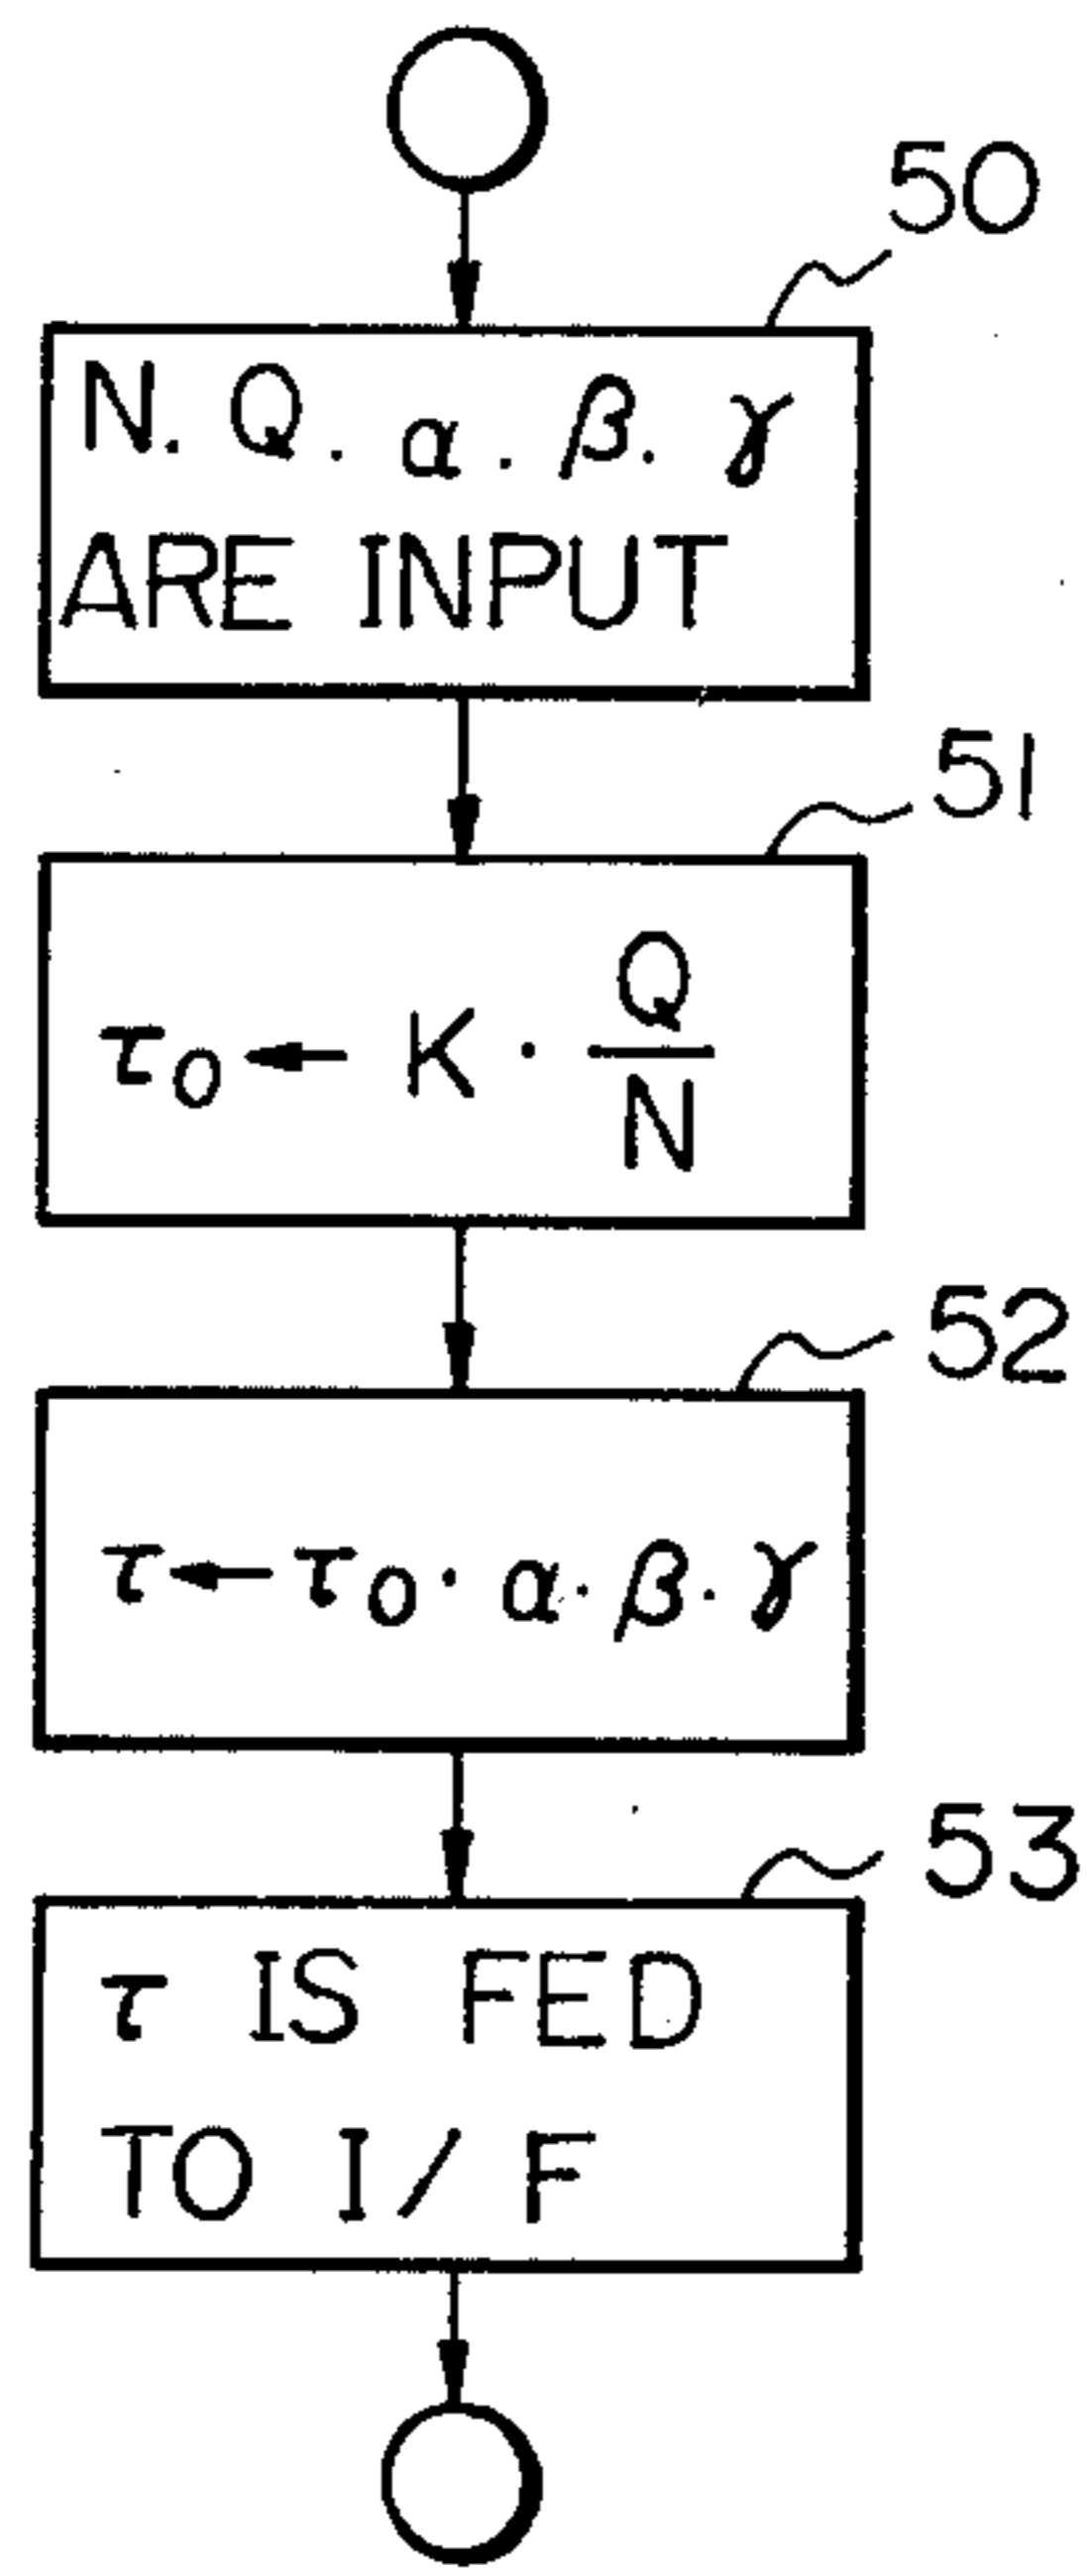 50
N. Q. α. β. γ
ARE INPUT
51
τ₀ ← K · Q/N
52
τ ← τ₀ · α · β · γ
53
τ IS FED
TO I/F